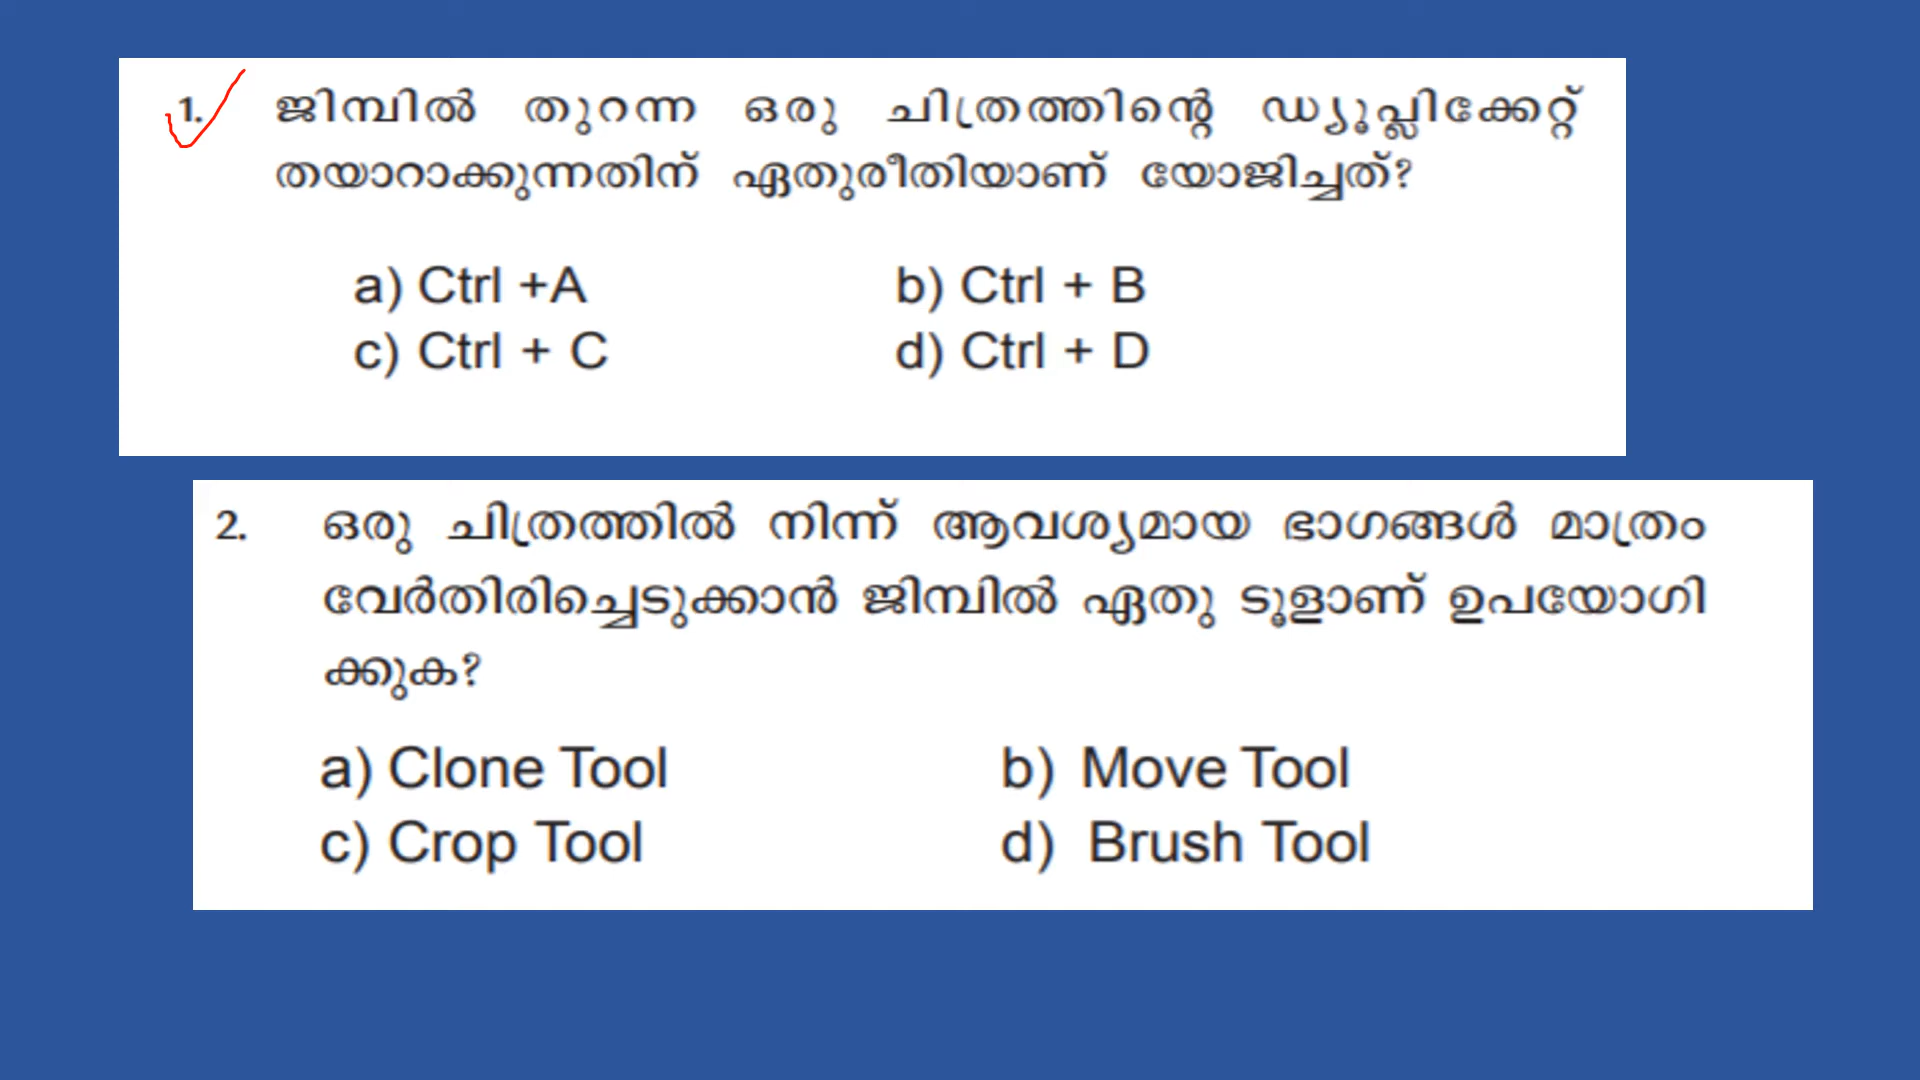 1. ജിമ്പിൽ തുറന്ന ഒരു ചിത്രത്തിന്റെ ഡ്യൂപ്ലിക്കേറ്റ്
തയാറാക്കുന്നതിന് ഏതുരീതിയാണ് യോജിച്ചത്?
a) Ctrl +A b) Ctrl + B
c) Ctrl + C d) Ctrl + D
2. ഒരു ചിത്രത്തിൽ നിന്ന് ആവശ്യമായ ഭാഗങ്ങൾ മാത്രം
വേർതിരിച്ചെടുക്കാൻ ജിമ്പിൽ ഏതു ടൂളാണ് ഉപയോഗി
ക്കുക?
a) Clone Tool b) Move Tool
c) Crop Tool d) Brush Tool